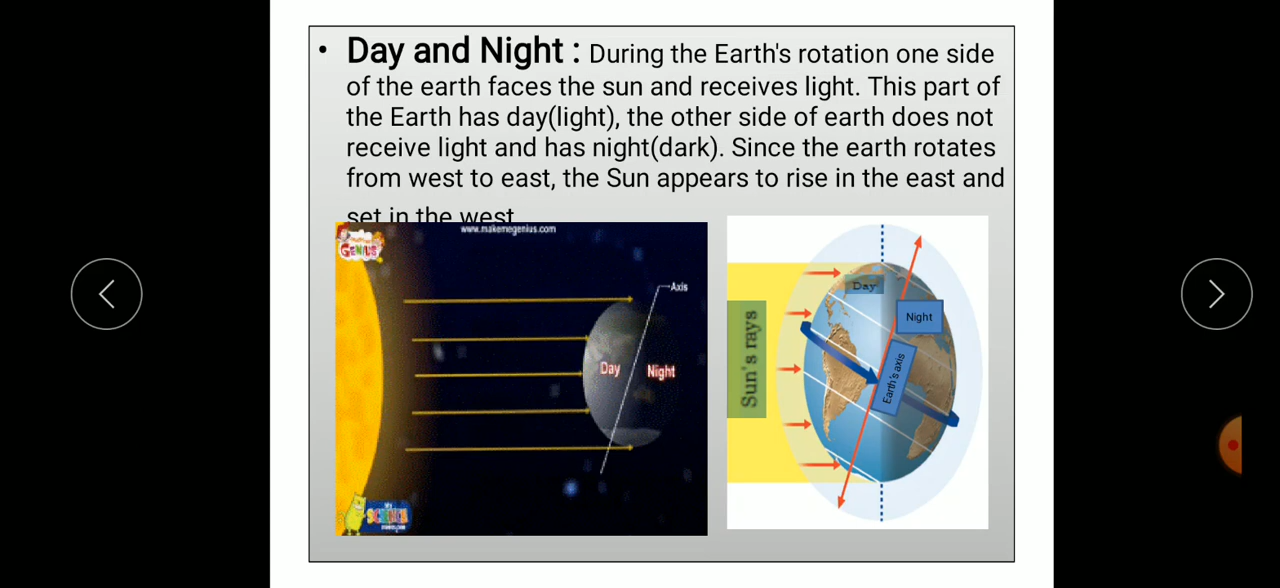 • Day and Night : During the Earth's rotation one side
of the earth faces the sun and receives light. This part of
the Earth has day(light), the other side of earth does not
receive light and has night(dark). Since the earth rotates
from west to east, the Sun appears to rise in the east and
set in the west
www.makemegenius.com
GENIUS
Axis
Day
Night
SCIENCE
Sun's rays
Day
Night
Earth's axis